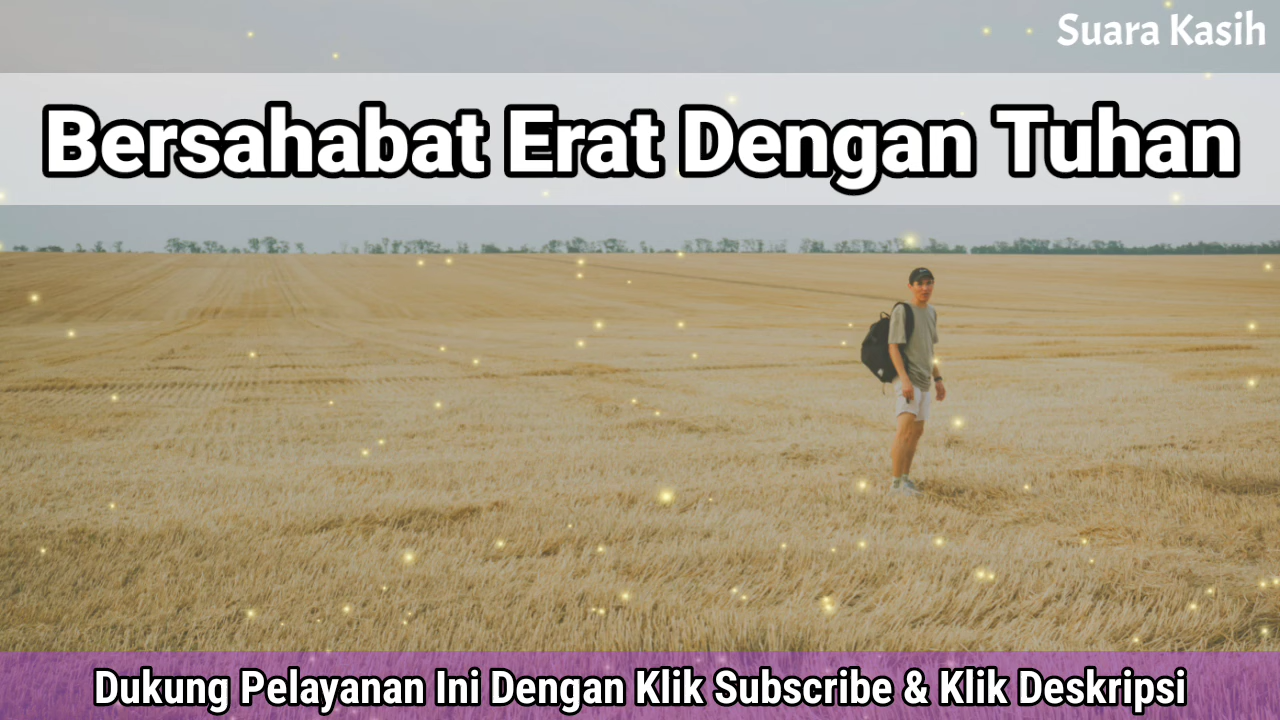 Suara Kasih
Bersahabat Erat Dengan Tuhan
Dukung Pelayanan Ini Dengan Klik Subscribe & Klik Deskripsi